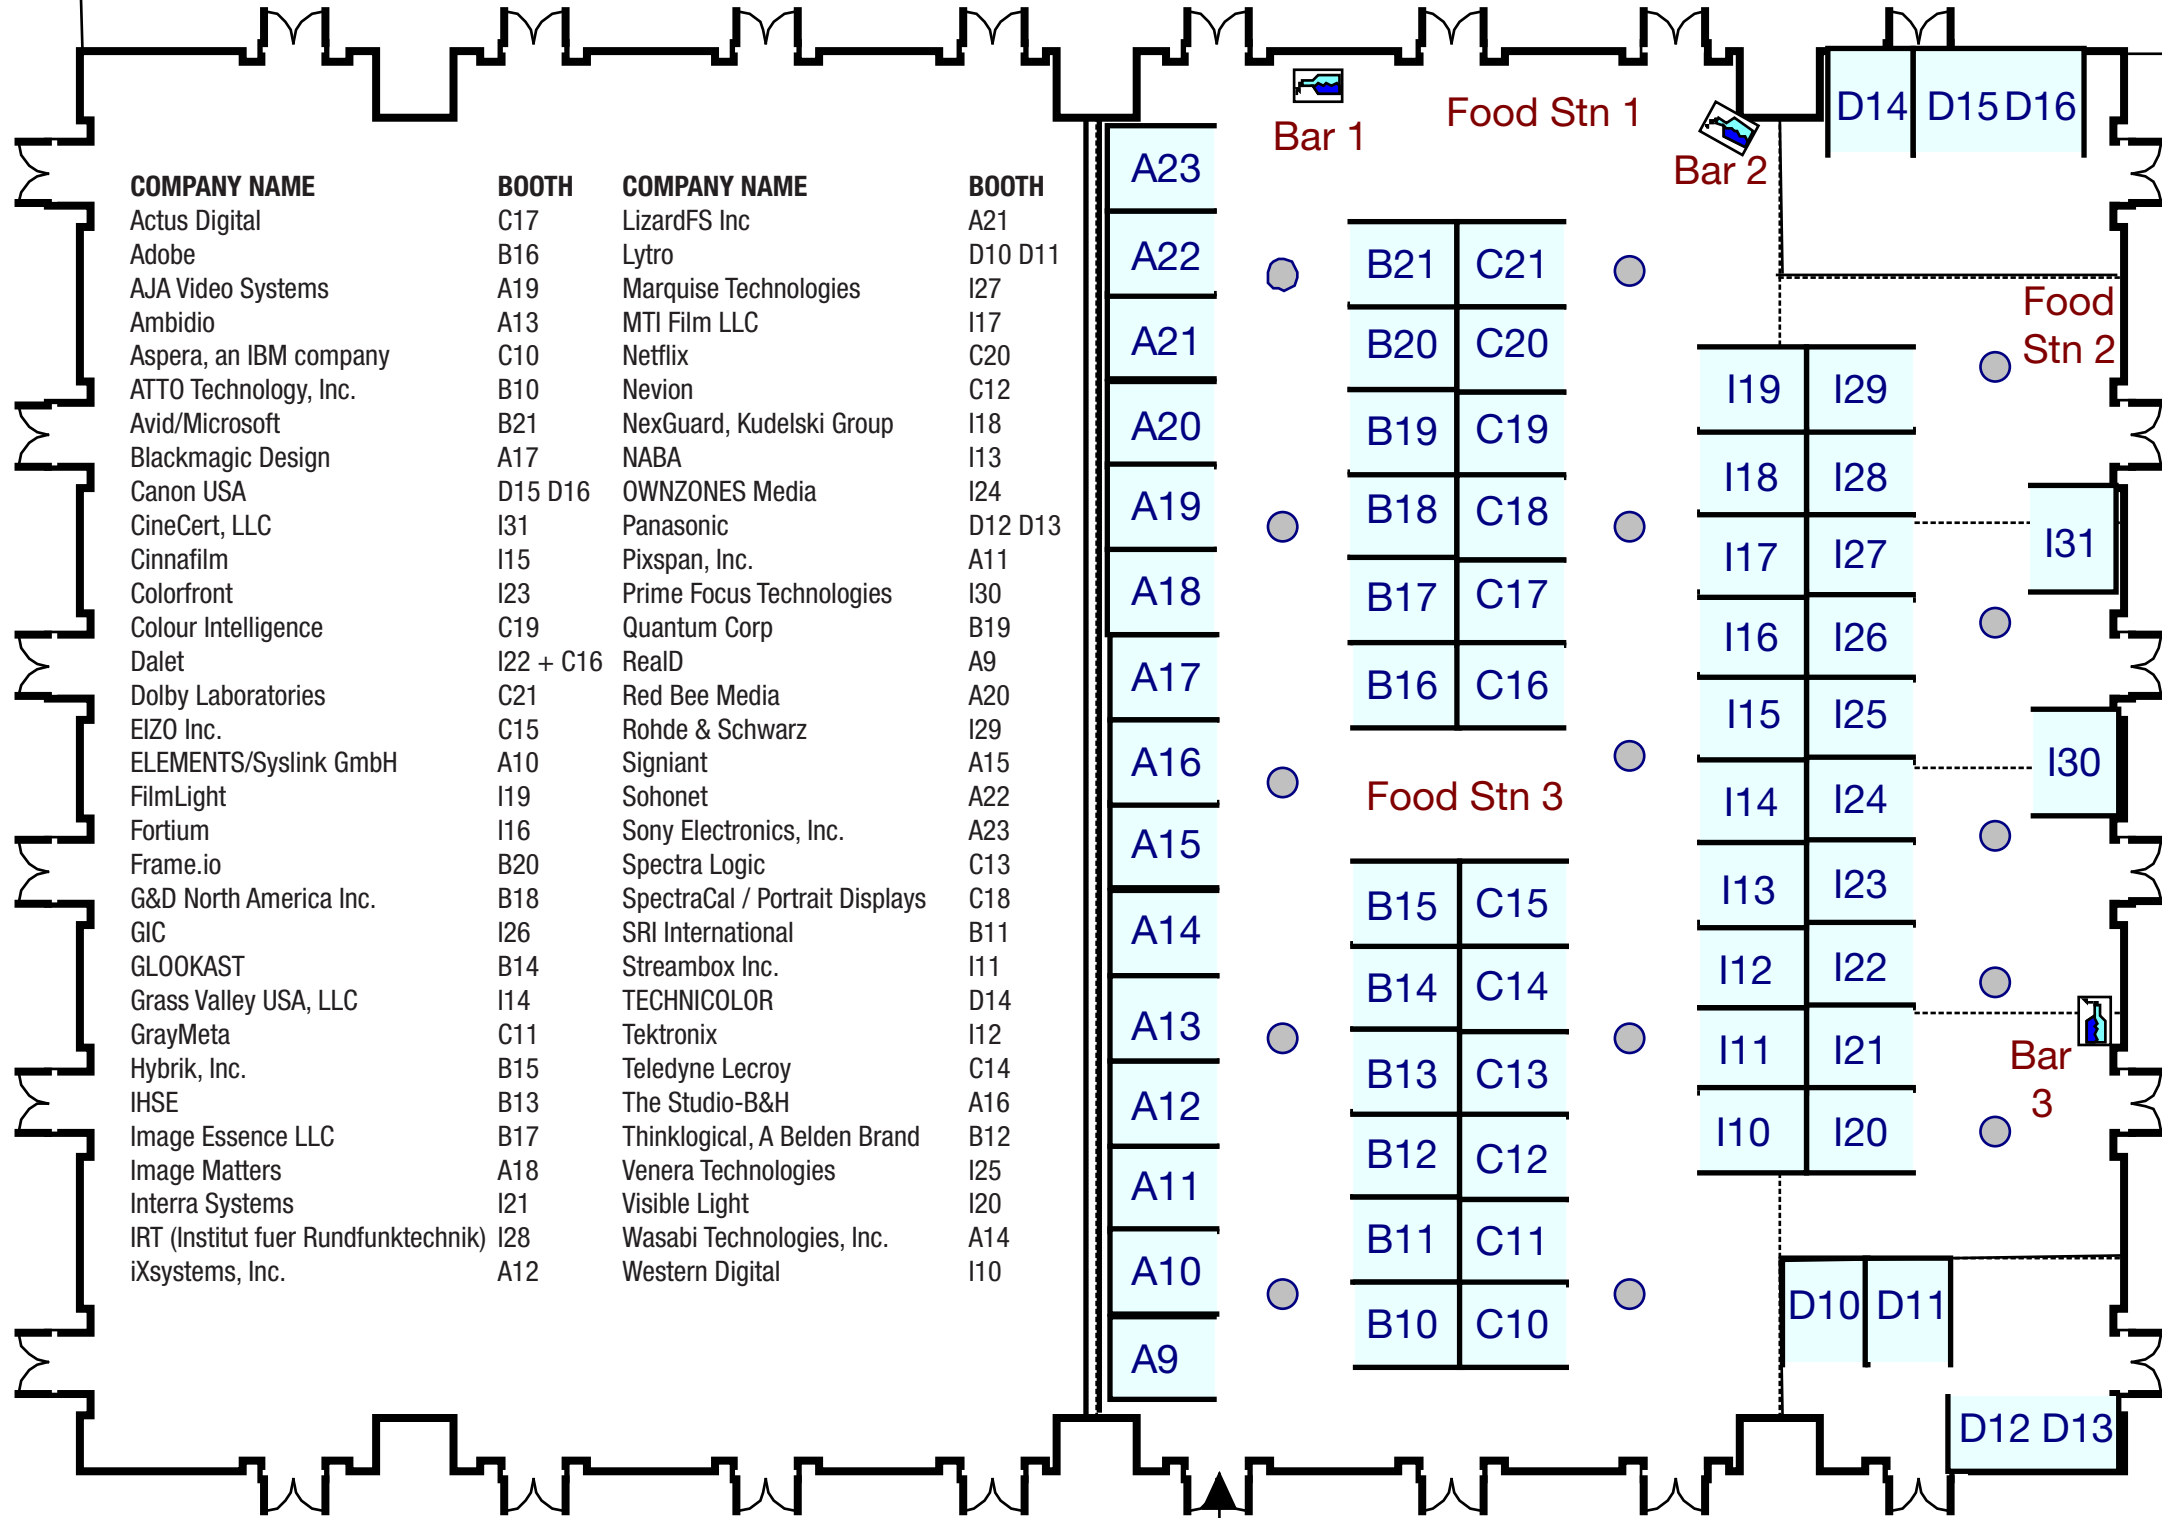 COMPANY NAME BOOTH COMPANY NAME BOOTH
Actus Digital C17 LizardFS Inc A21
Adobe B16 Lytro D10 D11
AJA Video Systems A19 Marquise Technologies I27
Ambidio A13 MTI Film LLC I17
Aspera, an IBM company C10 Netflix C20
ATTO Technology, Inc. B10 Nevion C12
Avid/Microsoft B21 NexGuard, Kudelski Group I18
Blackmagic Design A17 NABA I13
Canon USA D15 D16 OWNZONES Media I24
CineCert, LLC I31 Panasonic D12 D13
Cinnafilm I15 Pixspan, Inc. A11
Colorfront I23 Prime Focus Technologies I30
Colour Intelligence C19 Quantum Corp B19
Dalet I22 + C16 RealD A9
Dolby Laboratories C21 Red Bee Media A20
EIZO Inc. C15 Rohde & Schwarz I29
ELEMENTS/Syslink GmbH A10 Signiant A15
FilmLight I19 Sohonet A22
Fortium I16 Sony Electronics, Inc. A23
Frame.io B20 Spectra Logic C13
G&D North America Inc. B18 SpectraCal / Portrait Displays C18
GIC I26 SRI International B11
GLOOKAST B14 Streambox Inc. I11
Grass Valley USA, LLC I14 TECHNICOLOR D14
GrayMeta C11 Tektronix I12
Hybrik, Inc. B15 Teledyne Lecroy C14
IHSE B13 The Studio-B&H A16
Image Essence LLC B17 Thinklogical, A Belden Brand B12
Image Matters A18 Venera Technologies I25
Interra Systems I21 Visible Light I20
IRT (Institut fuer Rundfunktechnik) I28 Wasabi Technologies, Inc. A14
iXsystems, Inc. A12 Western Digital I10
A23
A22
A21
A20
A19
A18
A17
A16
A15
A14
A13
A12
A11
A10
A9
Bar 1
Food Stn 1
Bar 2
D14 D15 D16
B21 C21
B20 C20
B19 C19
B18 C18
B17 C17
B16 C16
Food Stn 3
B15 C15
B14 C14
B13 C13
B12 C12
B11 C11
B10 C10
Food
Stn 2
I19 I29
I18 I28
I17 I27
I16 I26
I15 I25
I14 I24
I13 I23
I12 I22
I11 I21
I10 I20
I31
I30
Bar
3
D10 D11
D12 D13